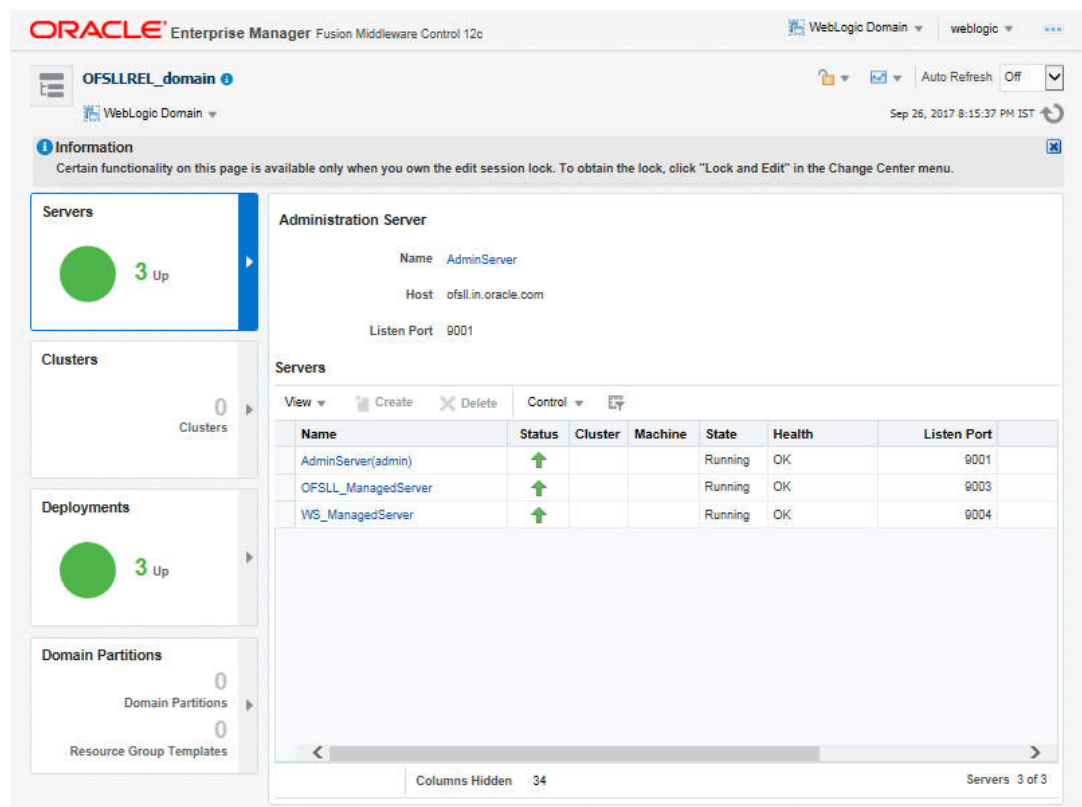 ORACLE® Enterprise Manager Fusion Middleware Control 12c
WebLogic Domain
weblogic
OFSLLREL_domain
WebLogic Domain
Auto Refresh Off
Sep 26, 2017 8:15:37 PM IST
Information
Certain functionality on this page is available only when you own the edit session lock. To obtain the lock, click "Lock and Edit" in the Change Center menu.
Servers
3 Up
Clusters
0
Clusters
Deployments
3 Up
Domain Partitions
0
Domain Partitions
0
Resource Group Templates
Administration Server
Name AdminServer
Host ofsll.in.oracle.com
Listen Port 9001
Servers
View Create Delete Control
Name Status Cluster Machine State Health Listen Port
AdminServer(admin) Running OK 9001
OFSLL_ManagedServer Running OK 9003
WS_ManagedServer Running OK 9004
Columns Hidden 34
Servers 3 of 3